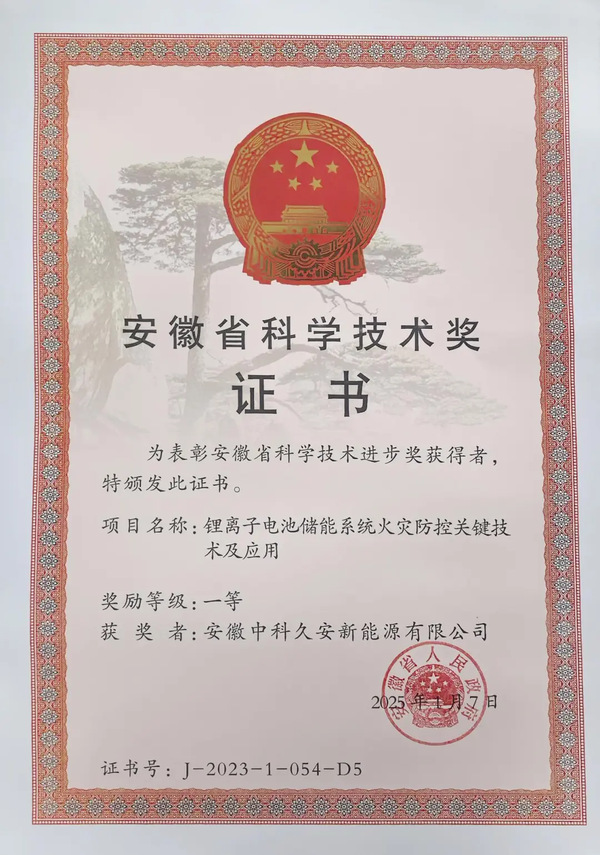 安徽省科学技术奖
证书
为表彰安徽省科学技术进步奖获得者，
特颁发此证书。
项目名称：锂离子电池储能系统火灾防控关键技
术及应用
奖励等级：一等
获奖者：安徽中科久安新能源有限公司
安徽省人民政府
2025年1月7日
证书号：J-2023-1-054-D5